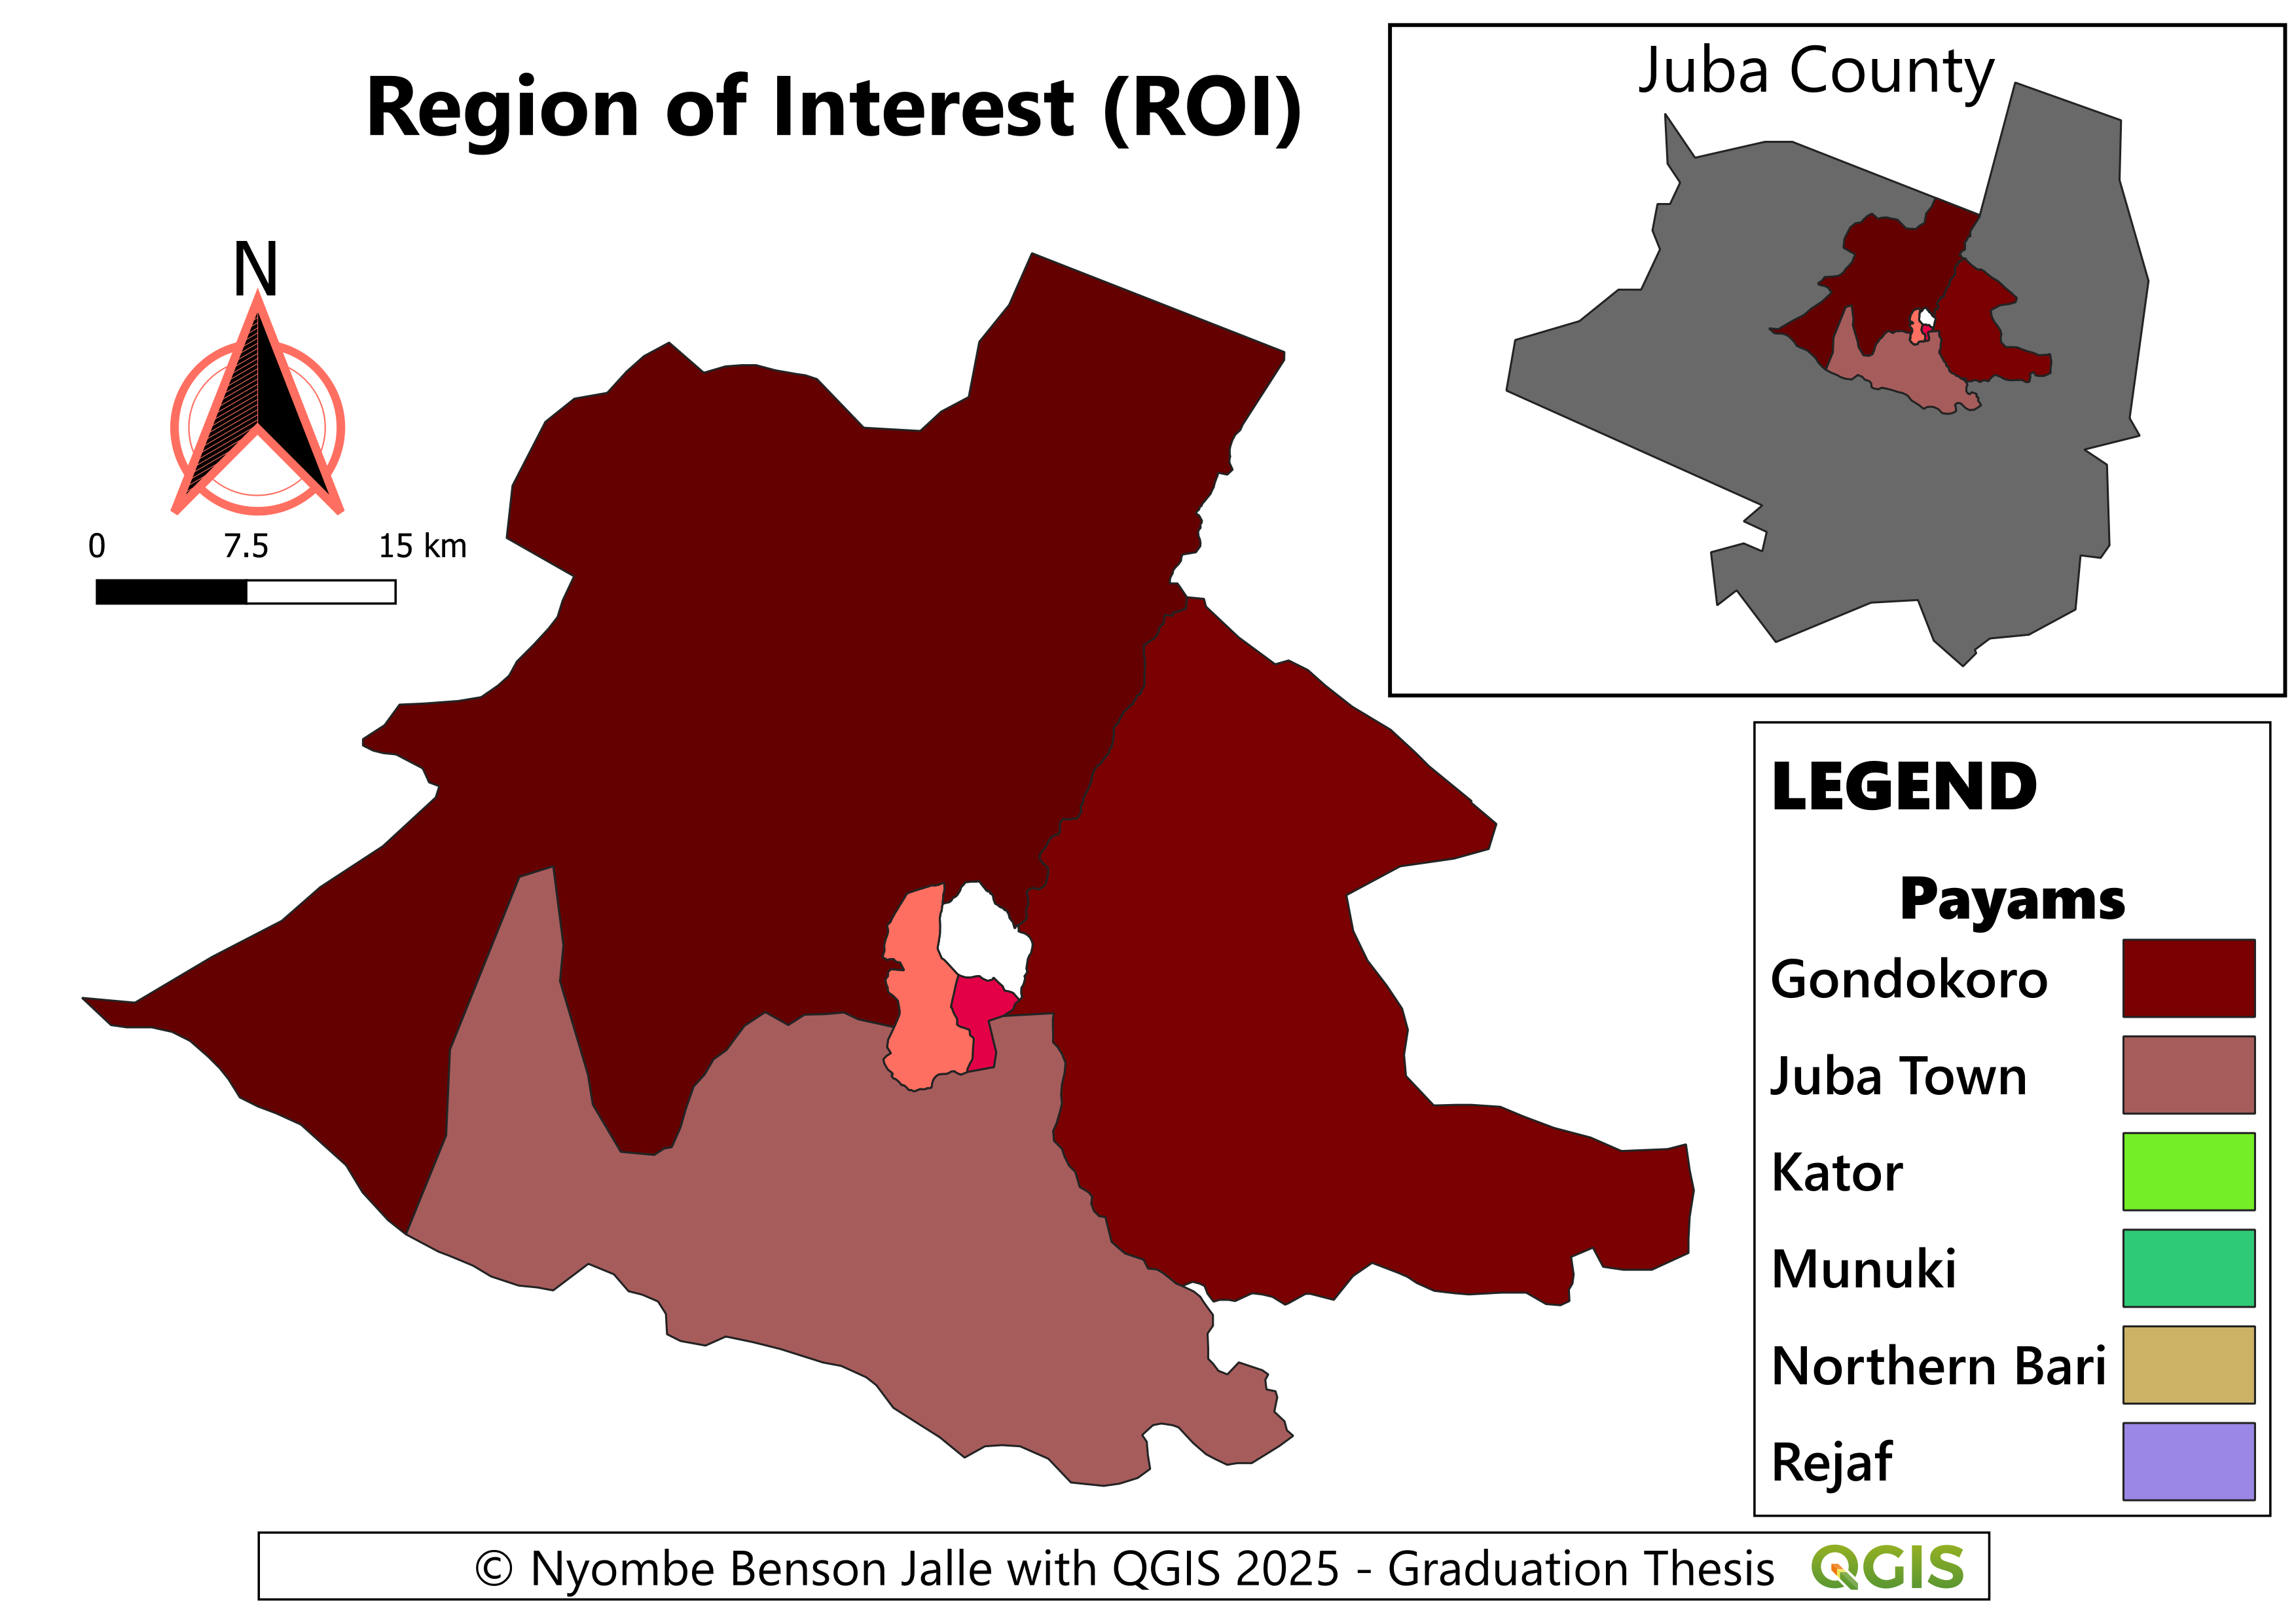 Region of Interest (ROI)
Juba County
N
0 7.5 15 km
LEGEND
Payams
Gondokoro
Juba Town
Kator
Munuki
Northern Bari
Rejaf
© Nyombe Benson Jalle with QGIS 2025 - Graduation Thesis QGIS